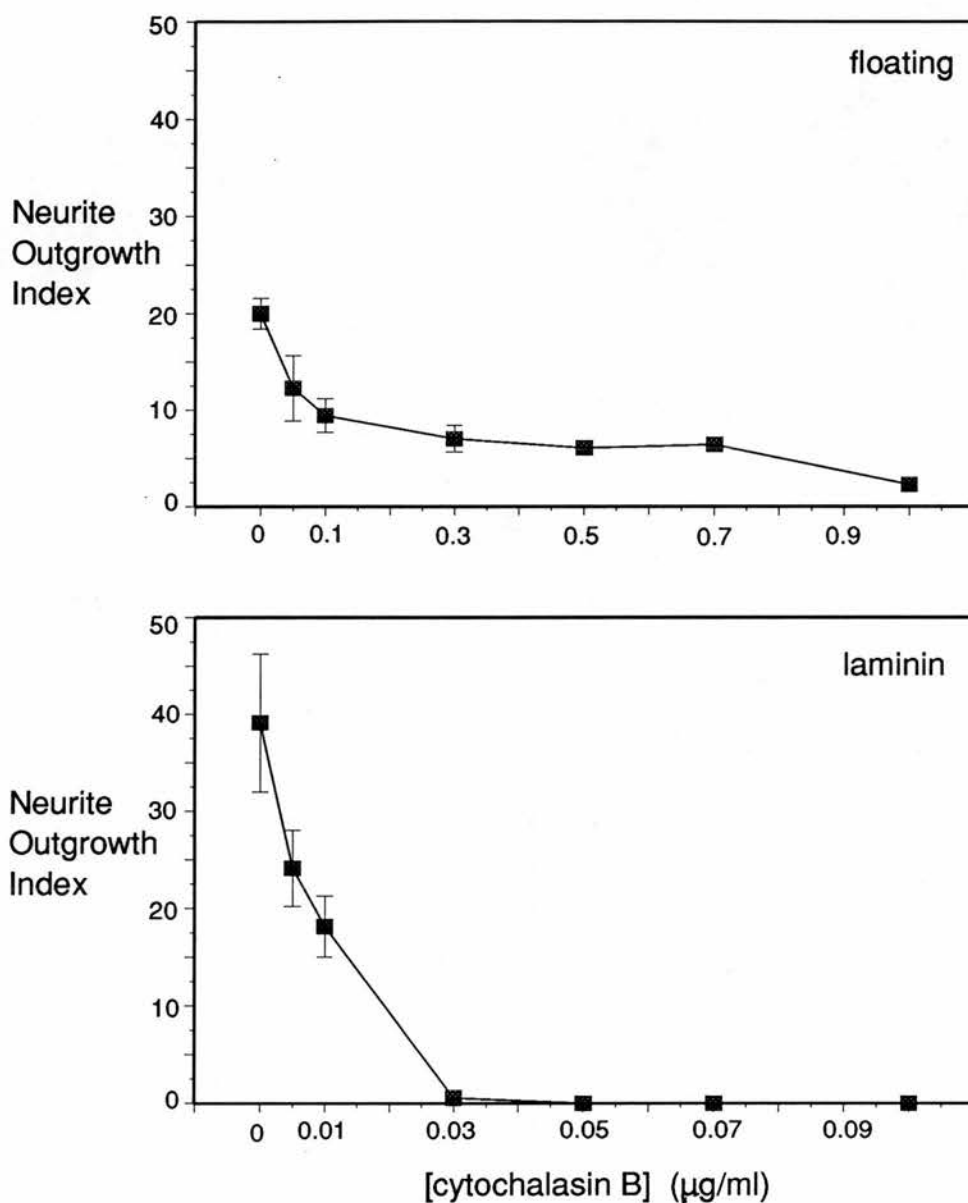 50
floating
40
30
Neurite
Outgrowth
Index
20
10
0
0 0.1 0.3 0.5 0.7 0.9
50
laminin
40
30
Neurite
Outgrowth
Index
20
10
0
0 0.01 0.03 0.05 0.07 0.09
[cytochalasin B] (µg/ml)